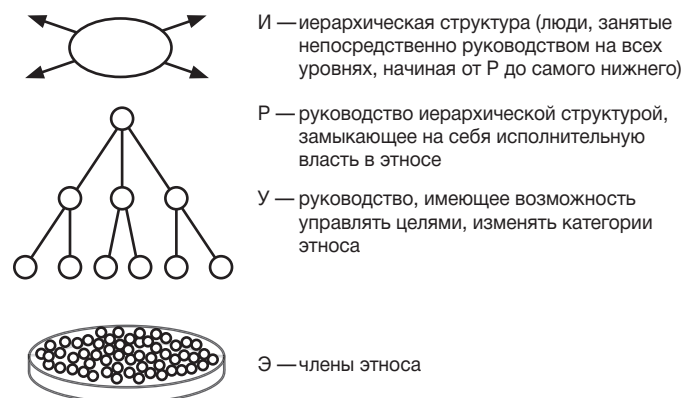 И — иерархическая структура (люди, занятые
непосредственно руководством на всех
уровнях, начиная от Р до самого нижнего)
Р — руководство иерархической структурой,
замыкающее на себя исполнительную
власть в этносе
У — руководство, имеющее возможность
управлять целями, изменять категории
этноса
Э — члены этноса